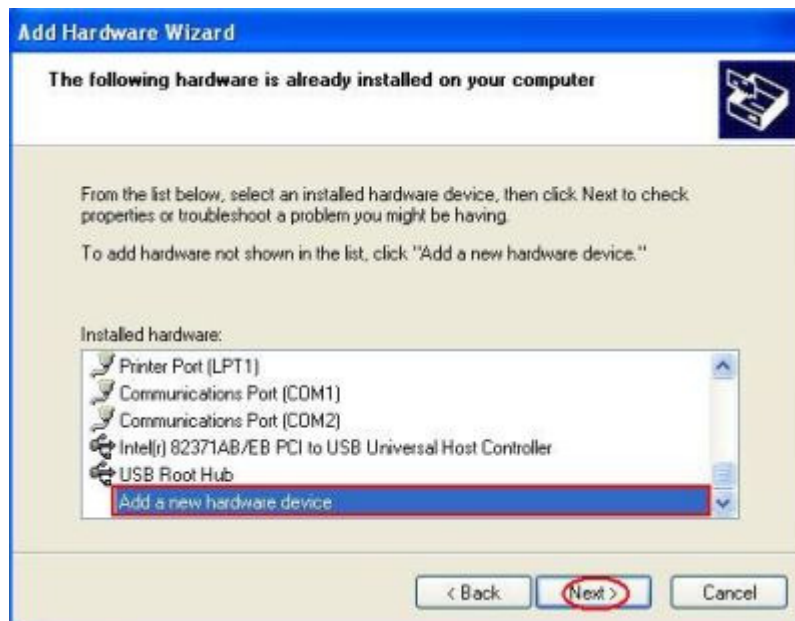 Add Hardware Wizard
The following hardware is already installed on your computer
From the list below, select an installed hardware device, then click Next to check
properties or troubleshoot a problem you might be having.
To add hardware not shown in the list, click "Add a new hardware device."
Installed hardware:
Printer Port (LPT1)
Communications Port (COM1)
Communications Port (COM2)
Intel(r) 82371AB/EB PCI to USB Universal Host Controller
USB Root Hub
Add a new hardware device
< Back Next > Cancel